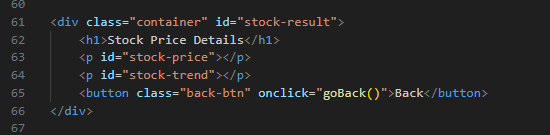 60
61 <div class="container" id="stock-result">
62 <h1>Stock Price Details</h1>
63 <p id="stock-price"></p>
64 <p id="stock-trend"></p>
65 <button class="back-btn" onclick="goBack()">Back</button>
66 </div>
67